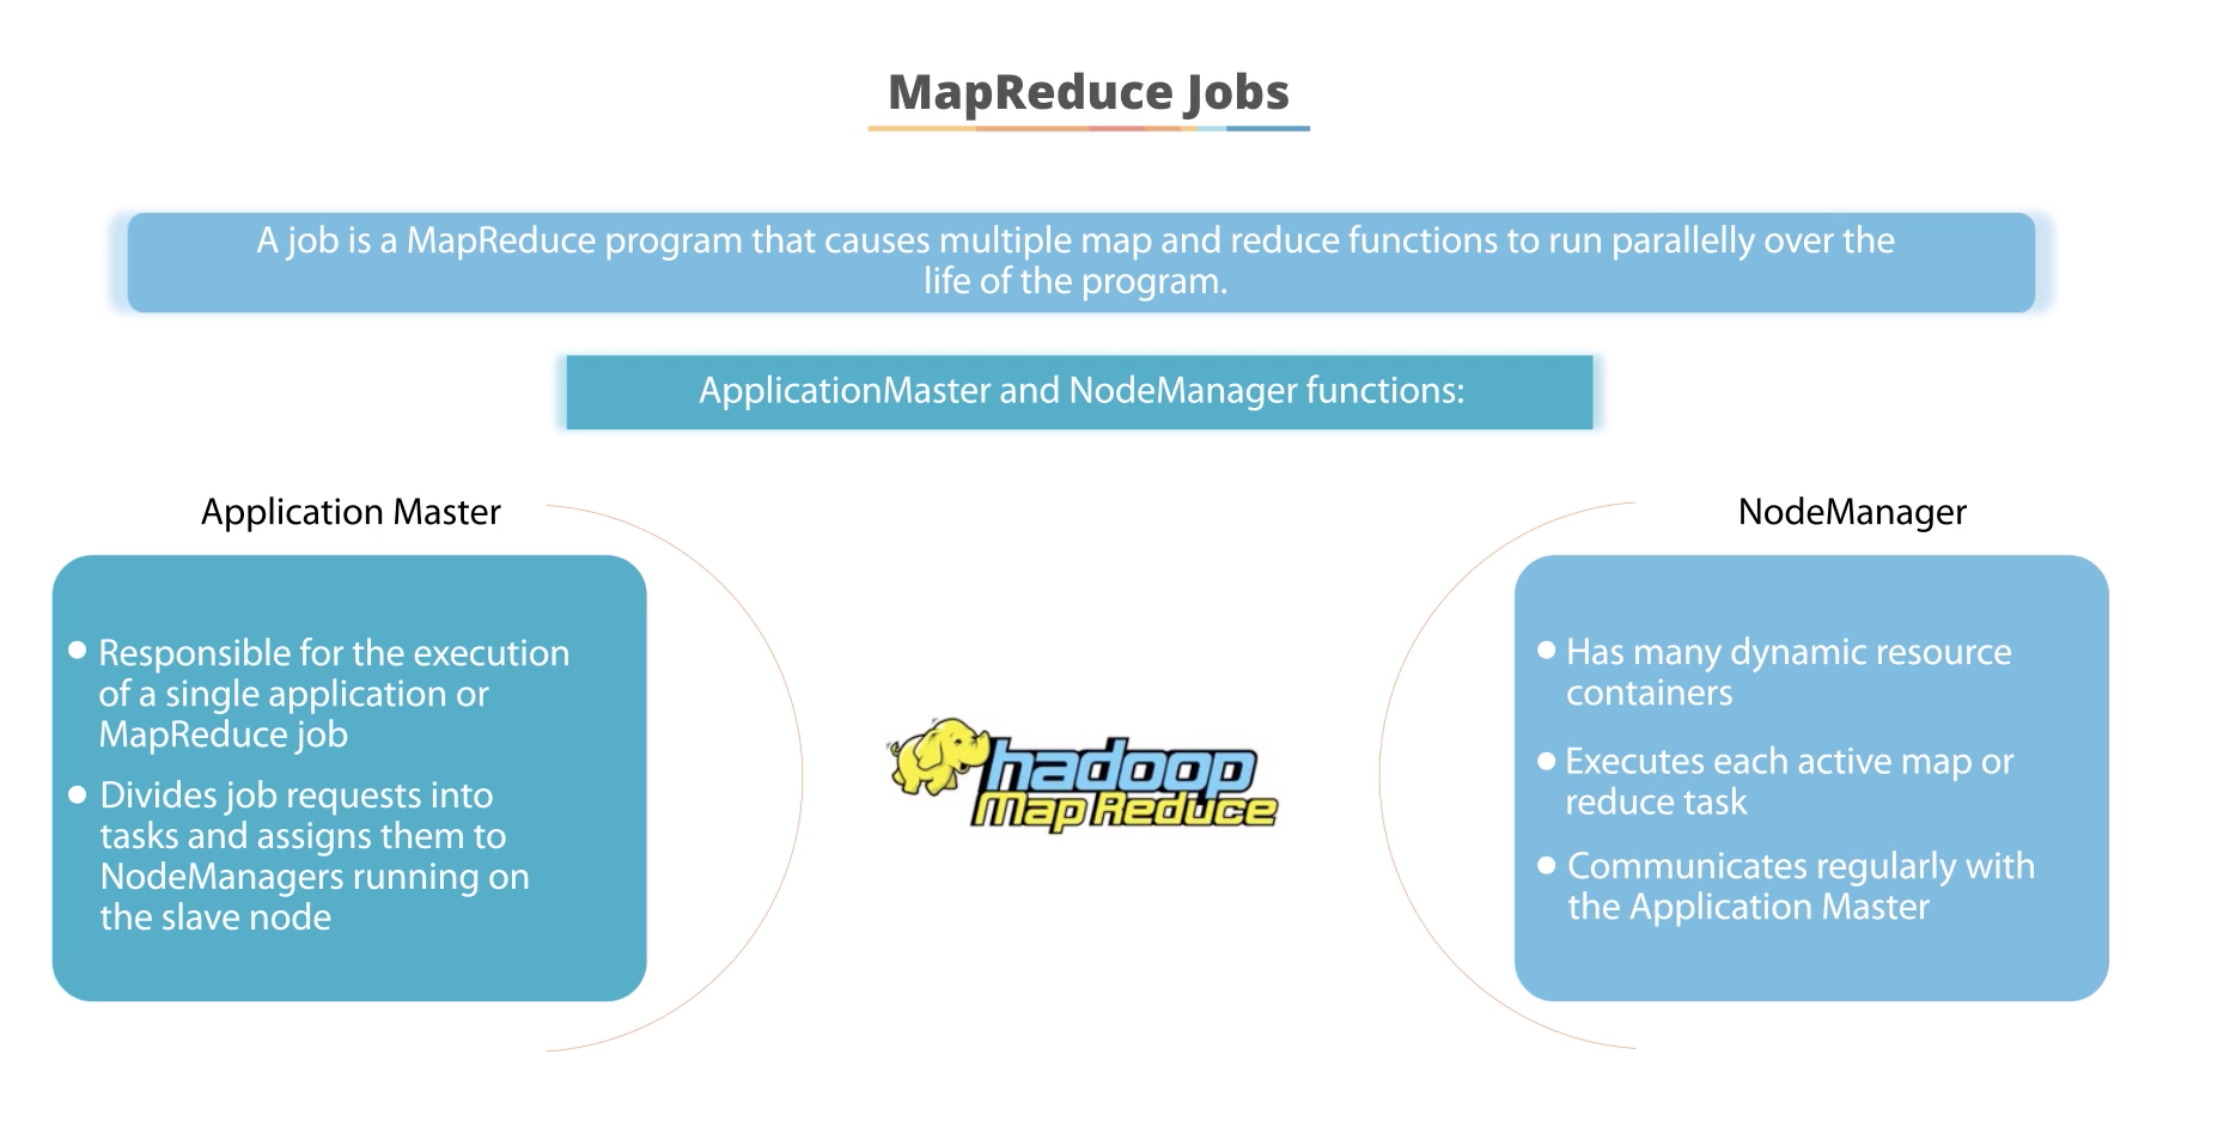 MapReduce Jobs
A job is a MapReduce program that causes multiple map and reduce functions to run parallelly over the
life of the program.
ApplicationMaster and NodeManager functions:
Application Master
Responsible for the execution
of a single application or
MapReduce job
Divides job requests into
tasks and assigns them to
NodeManagers running on
the slave node
hadoop
Map Reduce
NodeManager
Has many dynamic resource
containers
Executes each active map or
reduce task
Communicates regularly with
the Application Master